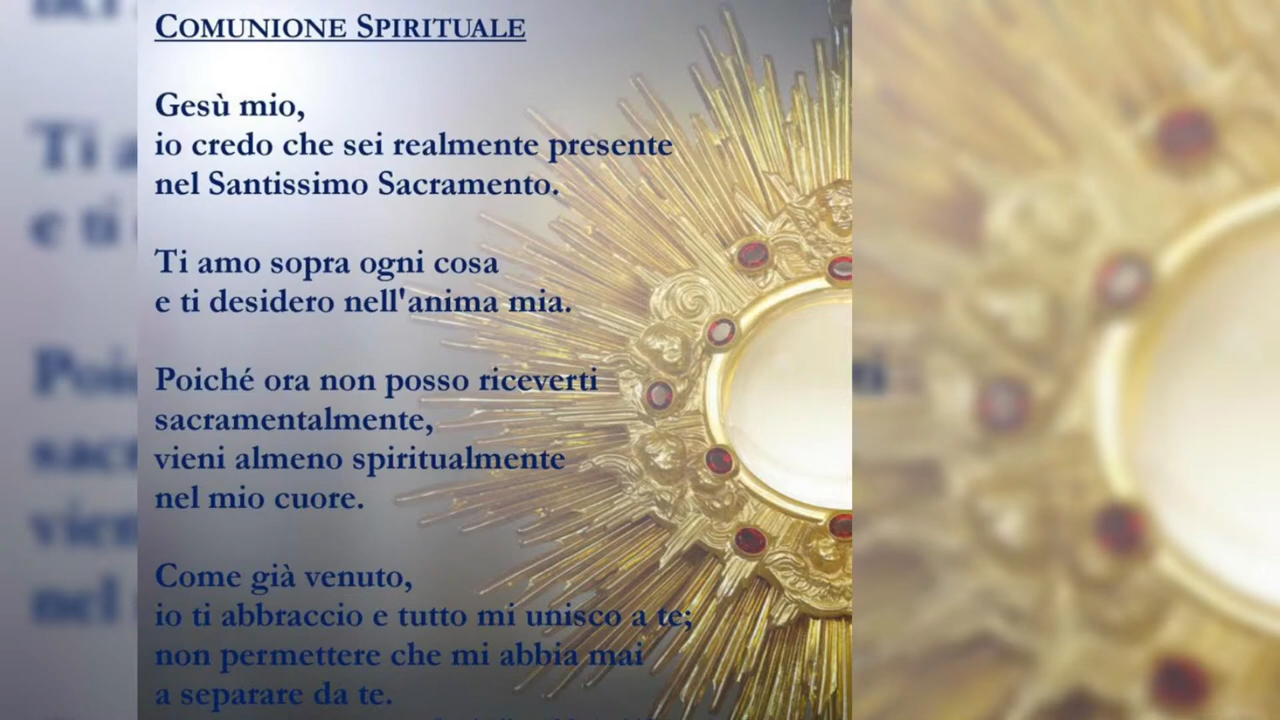 COMUNIONE SPIRITUALE
Gesù mio,
io credo che sei realmente presente
nel Santissimo Sacramento.
Ti amo sopra ogni cosa
e ti desidero nell'anima mia.
Poiché ora non posso riceverti
sacramentalmente,
vieni almeno spiritualmente
nel mio cuore.
Come già venuto,
io ti abbraccio e tutto mi unisco a te;
non permettere che mi abbia mai
a separare da te.